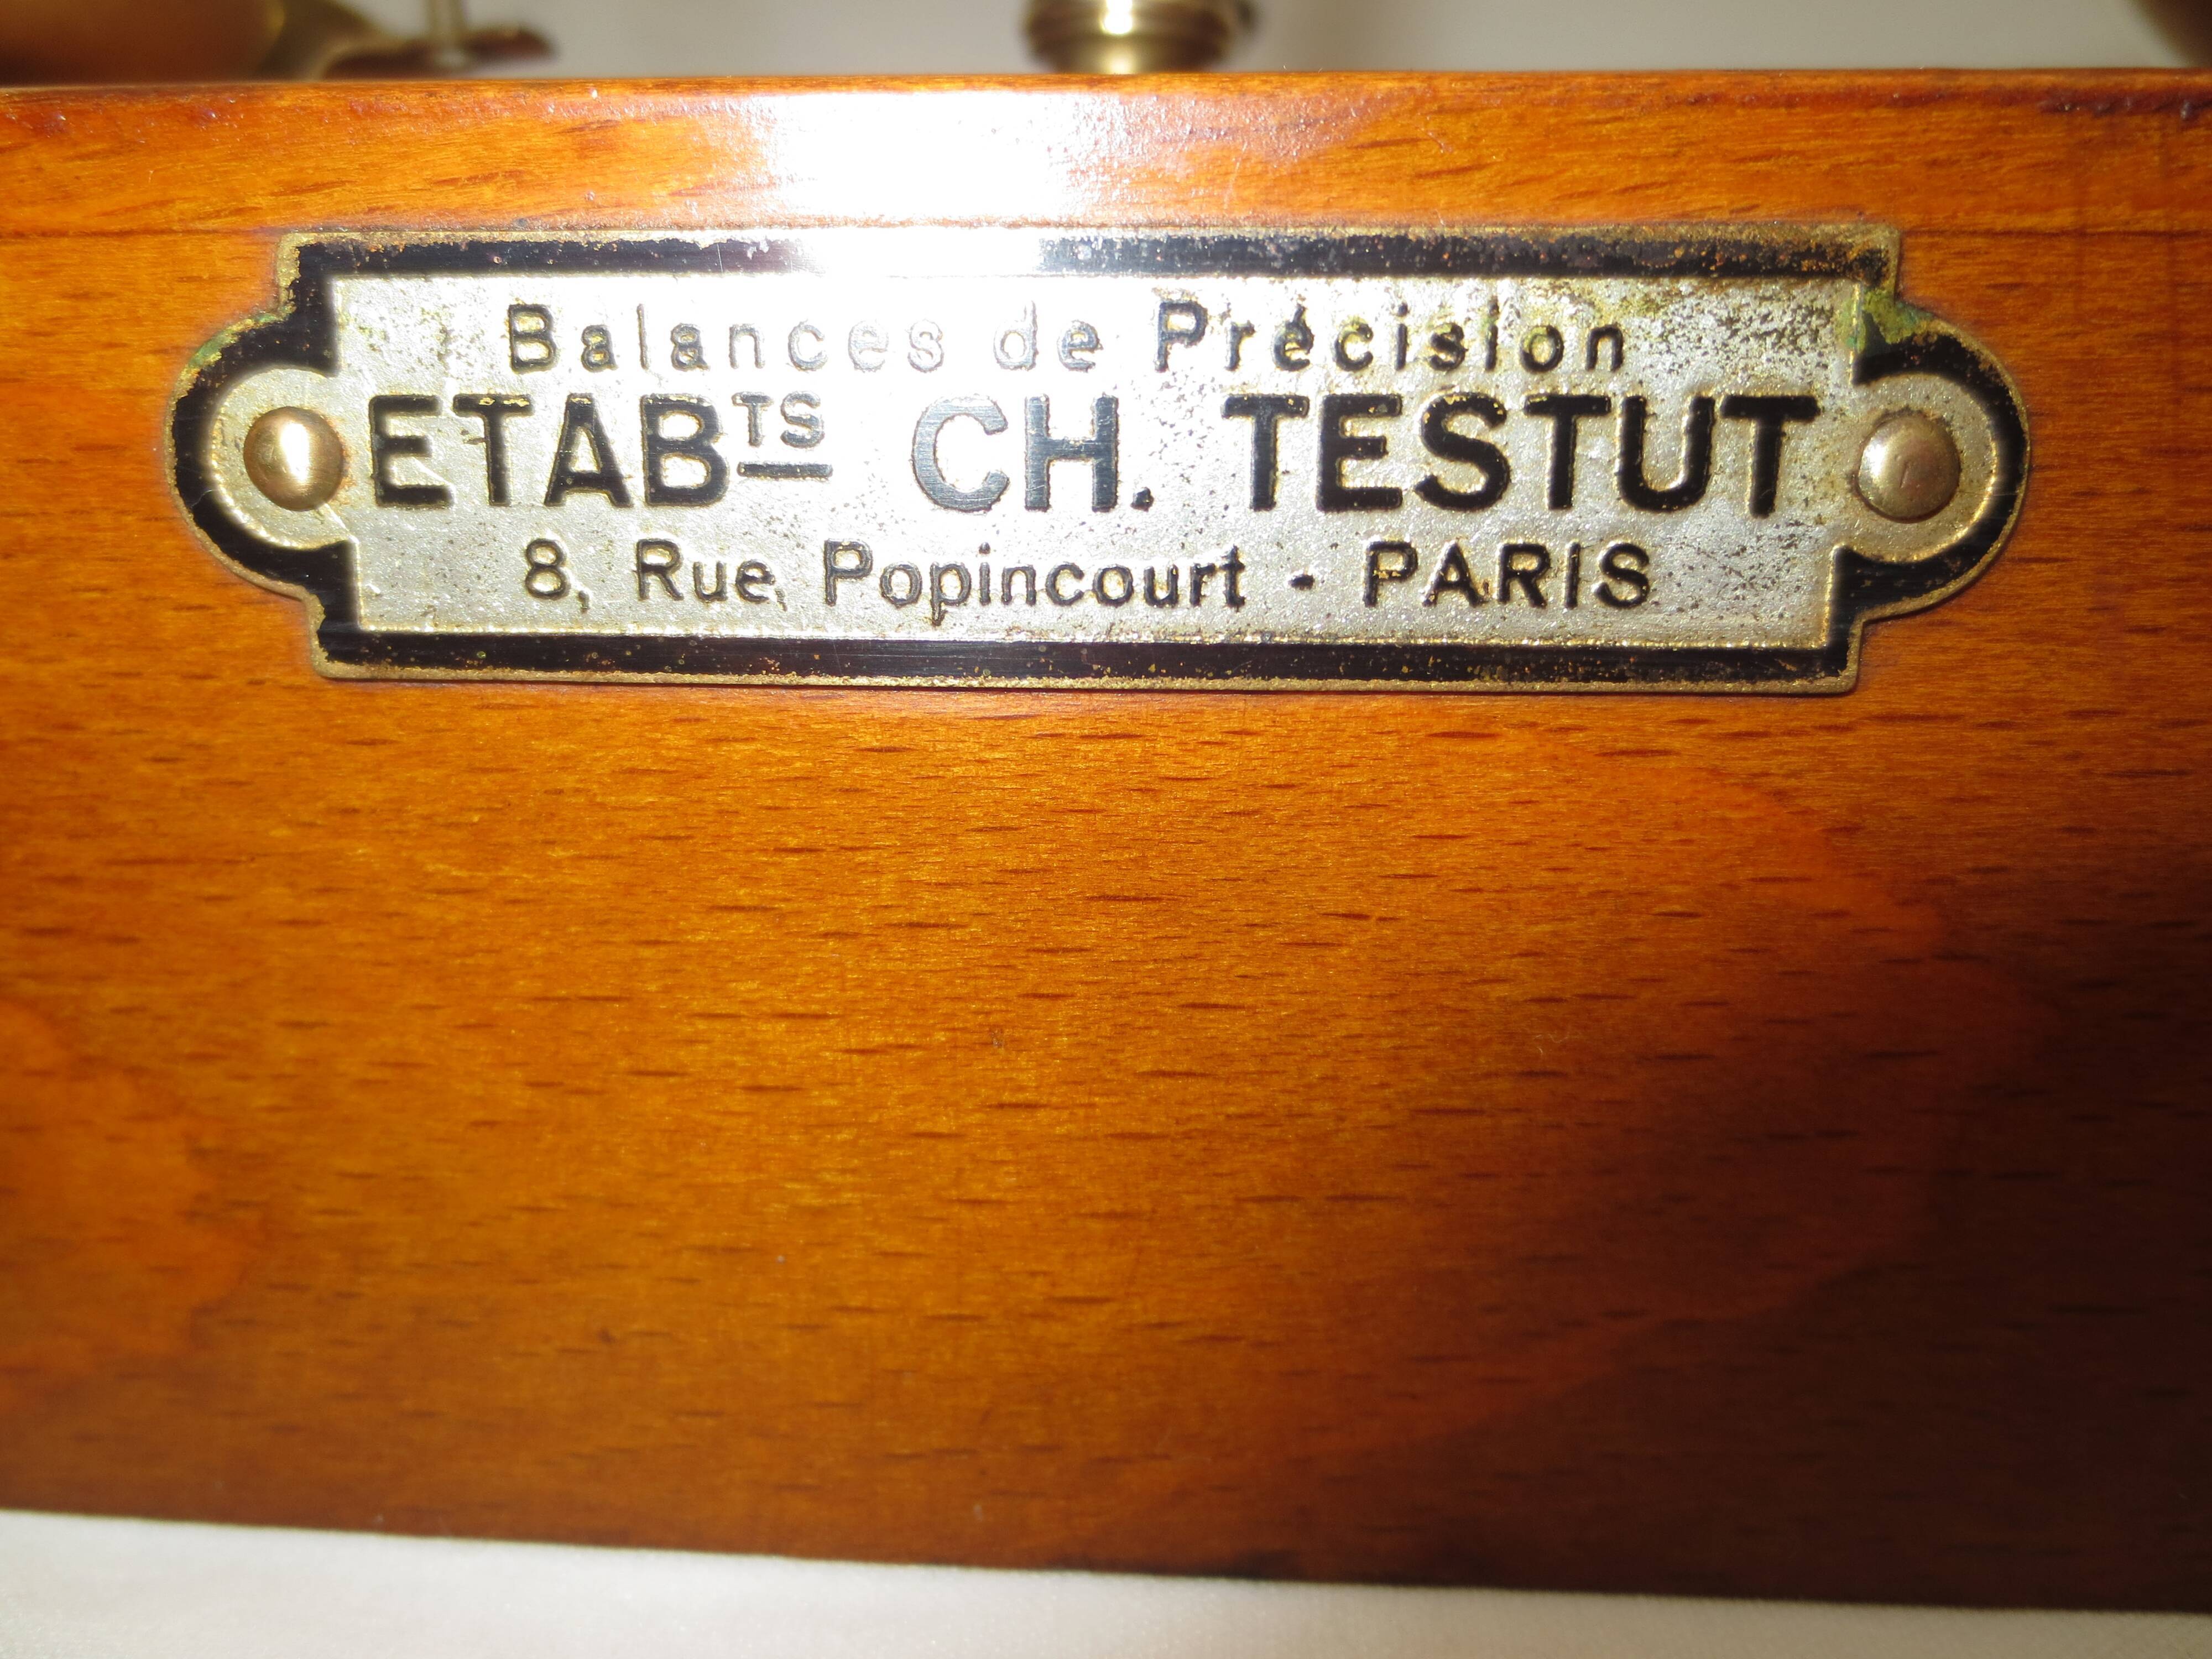 Balances de Précision
ETABTS CH. TESTUT
8, Rue Popincourt - PARIS